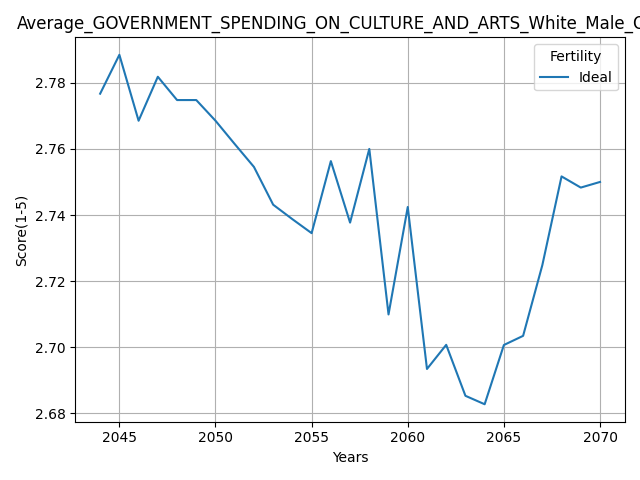 Average_GOVERNMENT_SPENDING_ON_CULTURE_AND_ARTS_White_Male_
Fertility
Ideal
2.78
2.76
2.74
2.72
2.70
2.68
Score(1-5)
2045 2050 2055 2060 2065 2070
Years